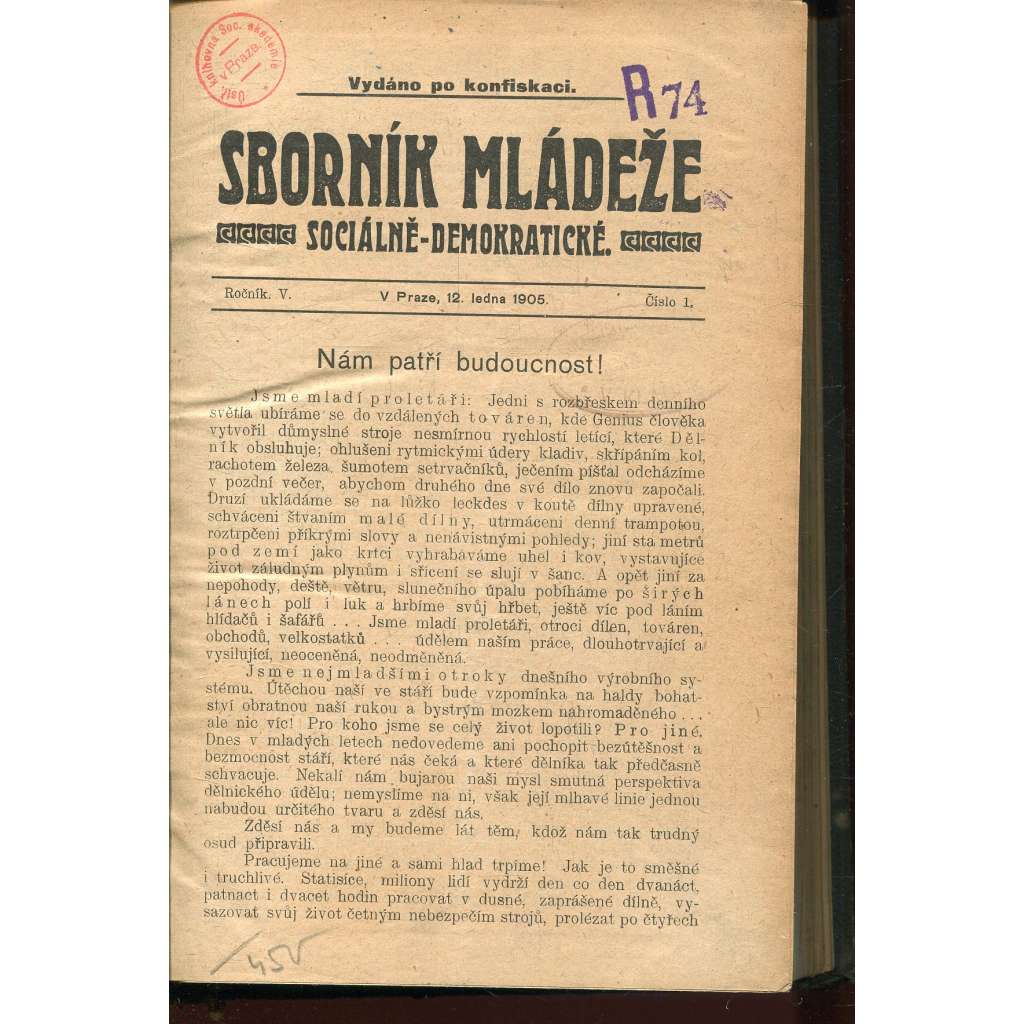 Ústř. knihovna Soc. akademie
v Praze.
Vydáno po konfiskaci.
R 74
SBORNÍK MLÁDEŽE
SOCIÁLNĚ-DEMOKRATICKÉ.
Ročník. V.
V Praze, 12. ledna 1905.
Číslo 1.
Nám patří budoucnost!
Jsme mladí proletáři: Jedni s rozbřeskem denního
světla ubíráme se do vzdálených továren, kde Genius člověka
vytvořil důmyslné stroje nesmírnou rychlostí letící, které Děl-
ník obsluhuje; ohlušeni rytmickými údery kladiv, skřípáním kol,
rachotem železa, šumotem setrvačníků, ječením píšťal odcházíme
v pozdní večer, abychom druhého dne své dílo znovu započali.
Druzí ukládáme se na lůžko leckdes v koutě dílny upravené,
schváceni štvaním malé dílny, utrmáceni denní trampotou,
roztrpčeni příkrými slovy a nenávistnými pohledy; jiní sta metrů
pod zemí jako krtci vyhrabáváme uhel i kov, vystavujíce
život záludným plynům i sřícení se slují v šanc. A opět jiní za
nepohody, deště, větru, slunečního úpalu pobíháme po širých
lánech polí i luk a hrbíme svůj hřbet, ještě víc pod láním
hlídačů i šafářů . . . Jsme mladí proletáři, otroci dílen, továren,
obchodů, velkostatků . . . údělem naším práce, dlouhotrvající a
vysilující, neoceněná, neodměněná.
Jsme nejmladšími otroky dnešního výrobního sy-
stému. Útěchou naší ve stáří bude vzpomínka na haldy bohat-
ství obratnou naší rukou a bystrým mozkem nahromaděného . . .
ale nic víc! Pro koho jsme se celý život lopotili? Pro jiné.
Dnes v mladých letech nedovedeme ani pochopit bezútěšnost a
bezmocnost stáří, které nás čeká a které dělníka tak předčasně
schvacuje. Nekalí nám bujarou naši mysl smutná perspektiva
dělnického údělu; nemyslíme na ni, však její mlhavé linie jednou
nabudou určitého tvaru a zděsí nás.
Zděsí nás a my budeme lát těm, kdož nám tak trudný
osud připravili.
Pracujeme na jiné a sami hlad trpíme! Jak je to směšné
i truchlivé. Statisíce, miliony lidí vydrží den co den dvanáct,
patnact i dvacet hodin pracovat v dusné, zaprášené dílně, vy-
sazovat svůj život četným nebezpečím strojů, prolézat po čtyřech